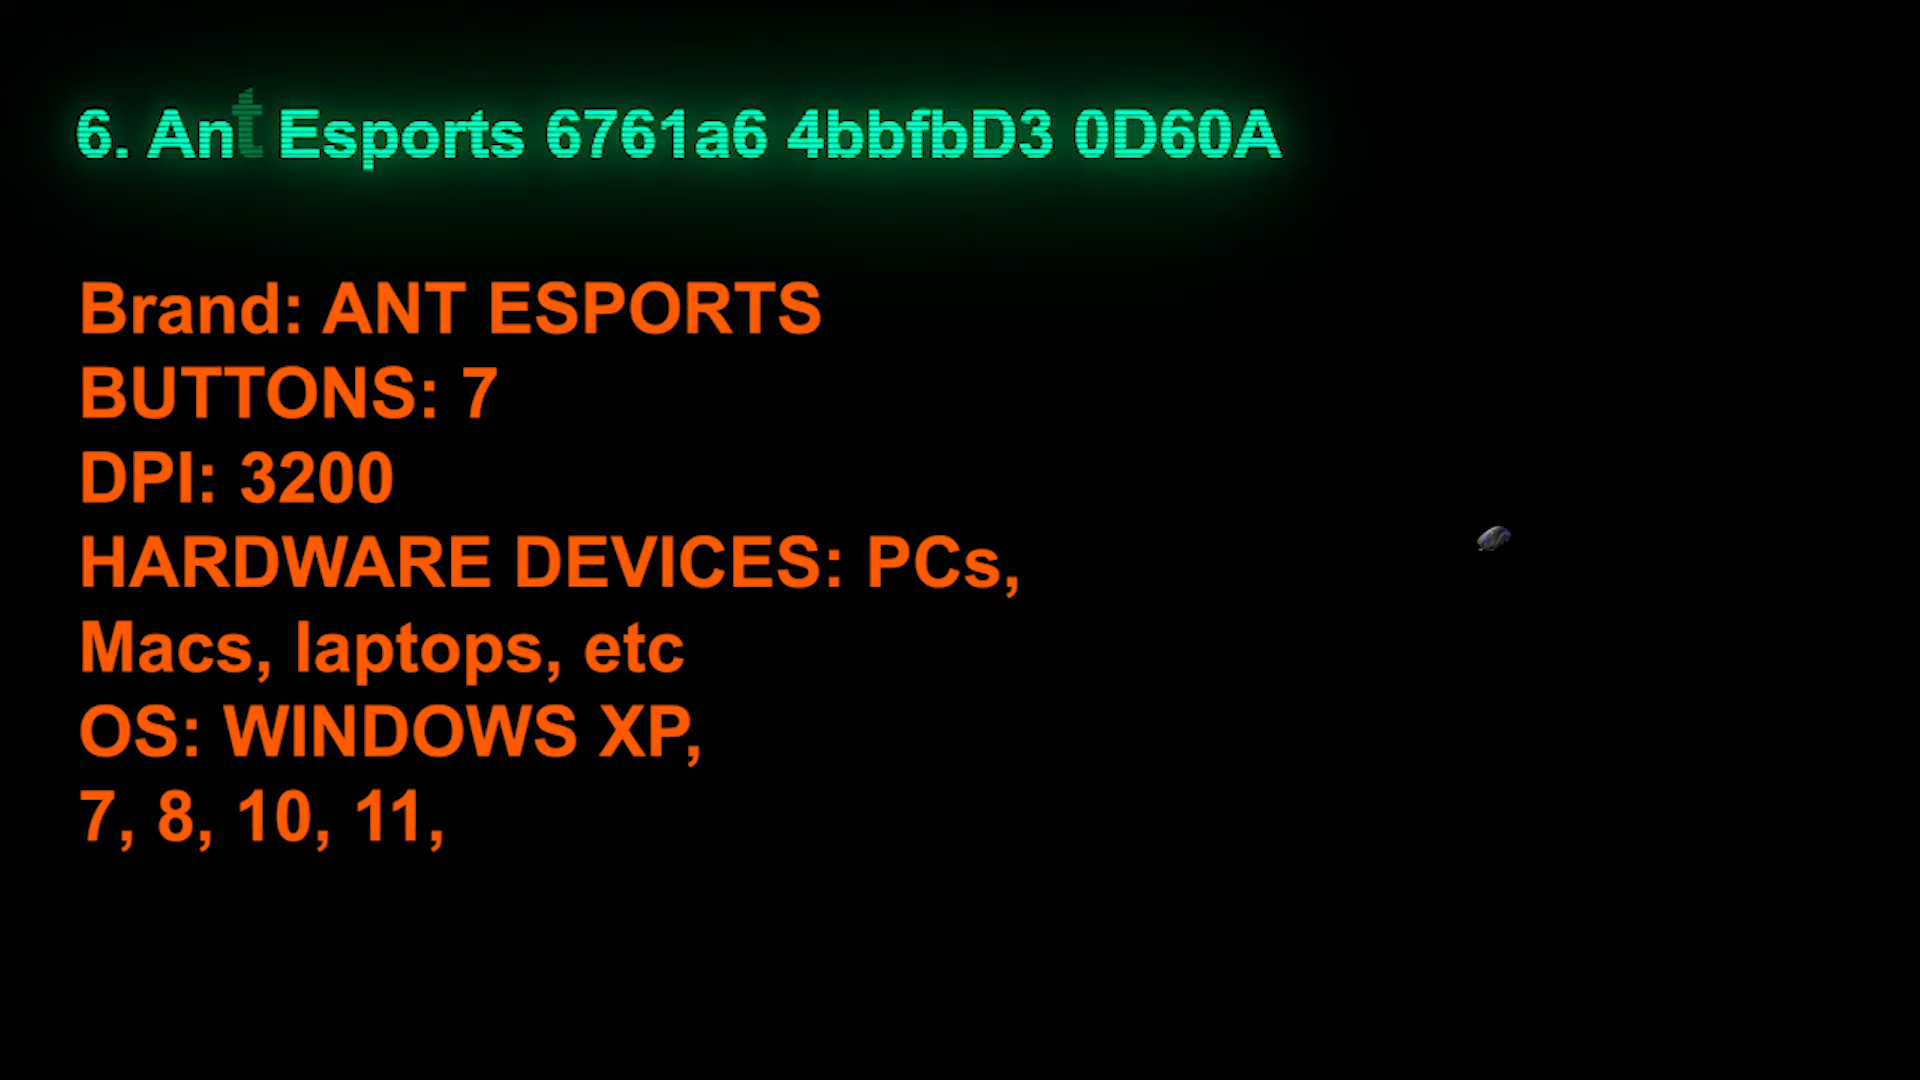 6. Ant Esports 6761a6 4bbfbD3 0D60A
Brand: ANT ESPORTS
BUTTONS: 7
DPI: 3200
HARDWARE DEVICES: PCs,
Macs, laptops, etc
OS: WINDOWS XP,
7, 8, 10, 11,